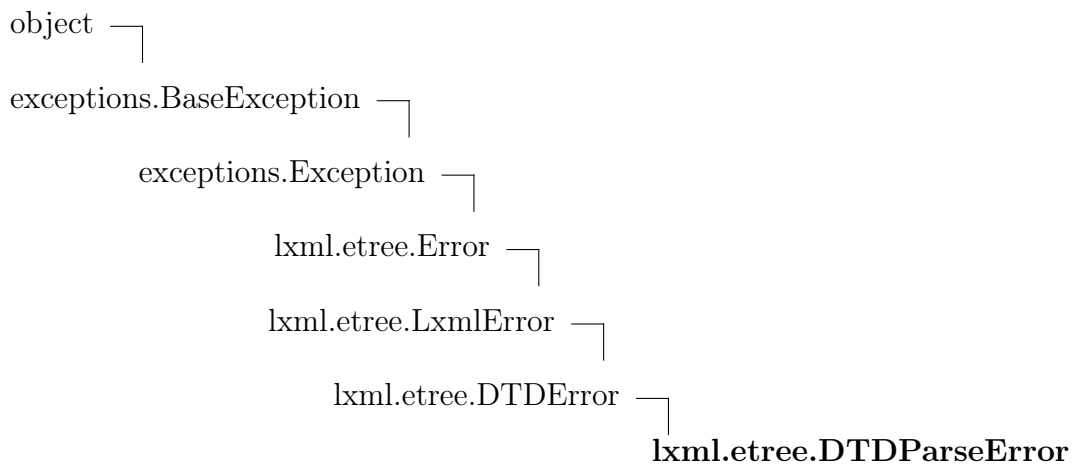 object
exceptions.BaseException
exceptions.Exception
lxml.etree.Error
lxml.etree.LxmlError
lxml.etree.DTDError
lxml.etree.DTDParseError